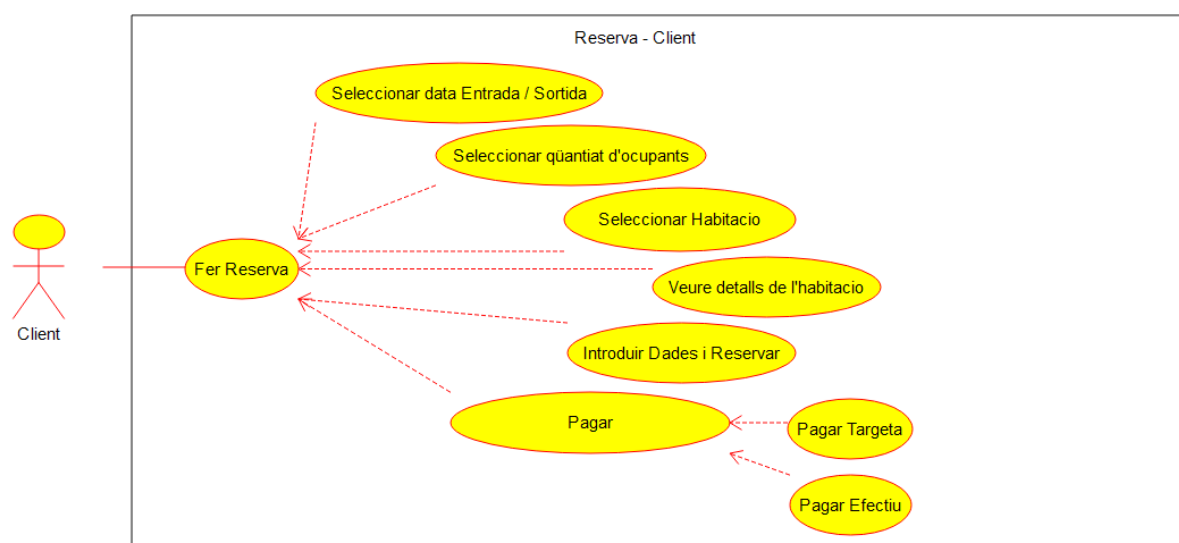 Reserva - Client
Seleccionar data Entrada / Sortida
Seleccionar qüantiat d'ocupants
Seleccionar Habitacio
Fer Reserva
Veure detalls de l'habitacio
Client
Introduir Dades i Reservar
Pagar
Pagar Targeta
Pagar Efectiu